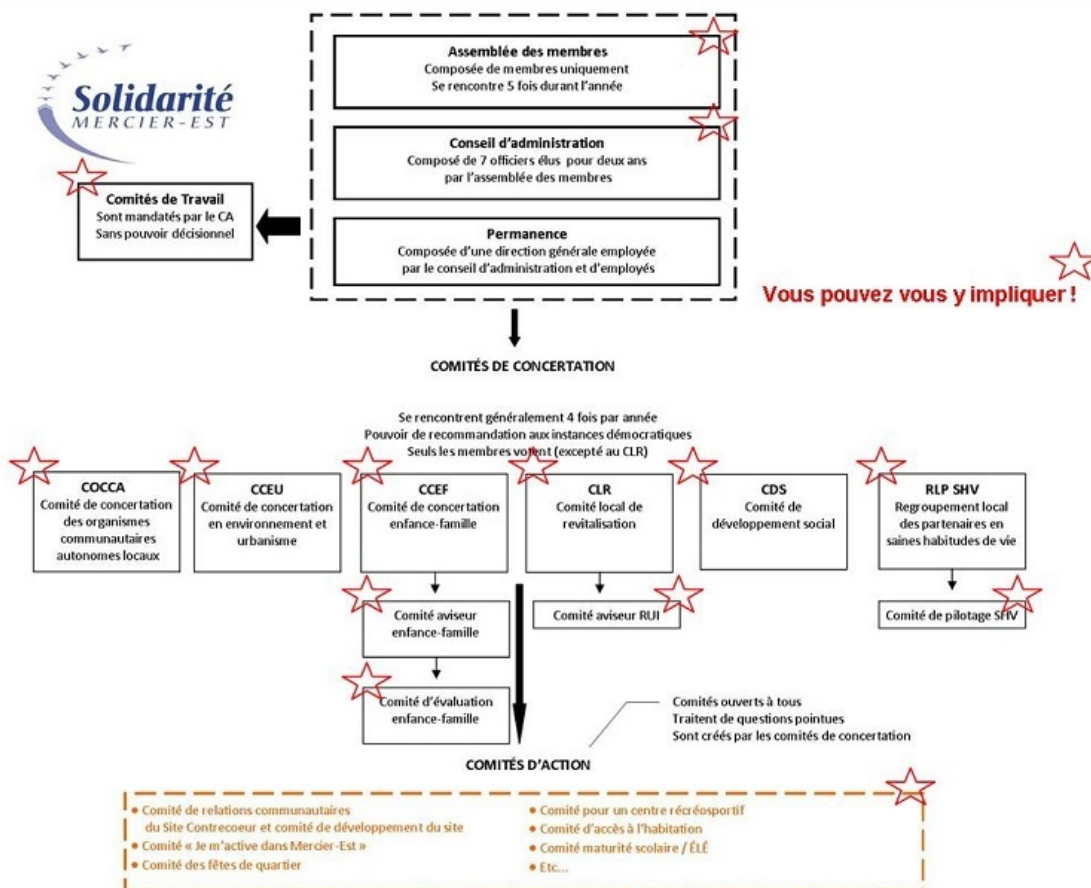 Solidarité
MERCIER-EST
Assemblée des membres
Composée de membres uniquement
Se rencontre 5 fois durant l'année
Conseil d'administration
Composé de 7 officiers élus pour deux ans
par l'assemblée des membres
Permanence
Composée d'une direction générale employée
par le conseil d'administration et d'employés
Comités de Travail
Sont mandatés par le CA
Sans pouvoir décisionnel
Vous pouvez vous y impliquer !
COMITÉS DE CONCERTATION
Se rencontrent généralement 4 fois par année
Pouvoir de recommandation aux instances démocratiques
Seuls les membres votent (excepté au CLR)
COCCA
Comité de concertation
des organismes
communautaires
autonomes locaux
CCEU
Comité de concertation
en environnement et
urbanisme
CCEF
Comité de concertation
enfance-famille
CLR
Comité local de
revitalisation
CDS
Comité de
développement social
RLP SHV
Regroupement local
des partenaires en
saines habitudes de vie
Comité aviseur
enfance-famille
Comité aviseur RUI
Comité de pilotage SHV
Comité d'évaluation
enfance-famille
Comités ouverts à tous
Traitent de questions pointues
Sont créés par les comités de concertation
COMITÉS D'ACTION
• Comité de relations communautaires
du Site Contrecoeur et comité de développement du site
• Comité « Je m'active dans Mercier-Est »
• Comité des fêtes de quartier
• Comité pour un centre récréosportif
• Comité d'accès à l'habitation
• Comité maturité scolaire / ÉLÉ
• Etc...